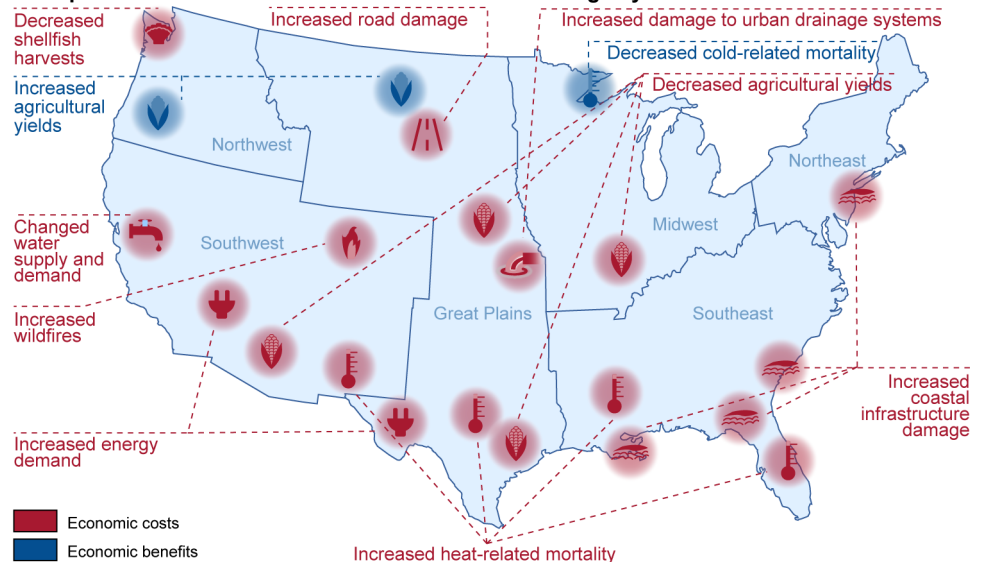 Decreased
shellfish
harvests
Increased road damage
Increased damage to urban drainage systems
Decreased cold-related mortality
Decreased agricultural yields
Increased
agricultural
yields
Northwest
Northeast
Midwest
Southwest
Changed
water
supply and
demand
Great Plains
Southeast
Increased
wildfires
Increased
coastal
infrastructure
damage
Increased energy
demand
Economic costs
Economic benefits
Increased heat-related mortality